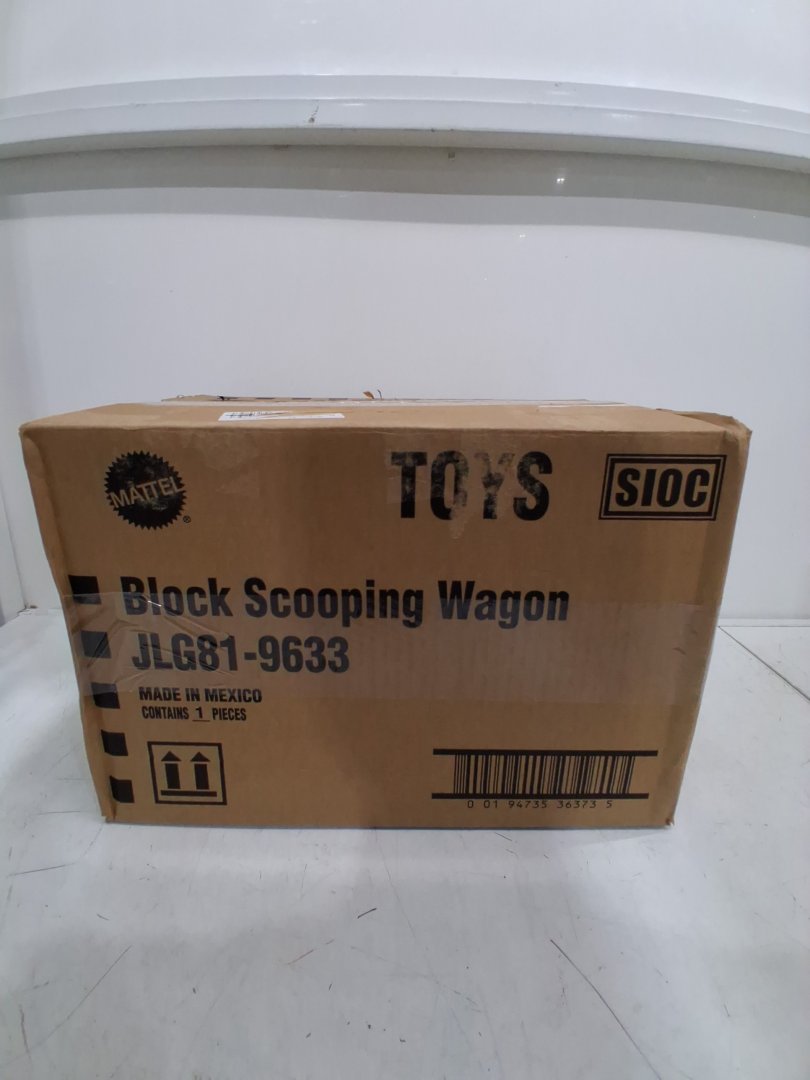 MATTEL
®
TOYS
SIOC
Block Scooping Wagon
JLG81-9633
MADE IN MEXICO
CONTAINS 1 PIECES
0 01 94735 36373 5